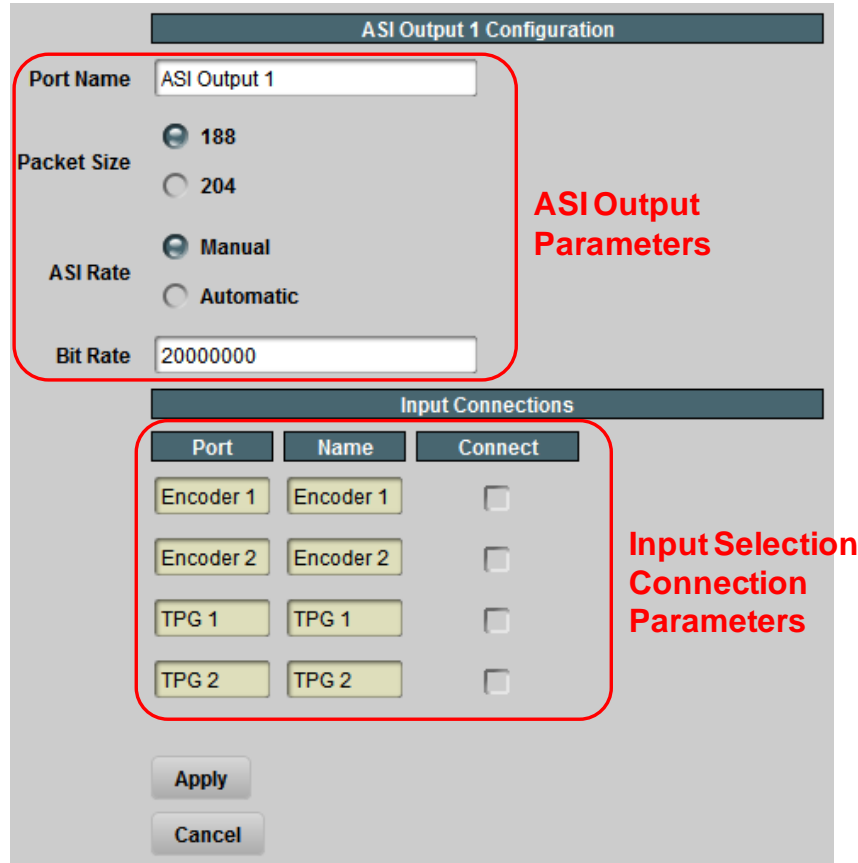 ASI Output 1 Configuration
Port Name ASI Output 1
Packet Size
188
204
ASI Output
Parameters
ASI Rate
Manual
Automatic
Bit Rate 20000000
Input Connections
Port Name Connect
Encoder 1 Encoder 1
Encoder 2 Encoder 2
TPG 1 TPG 1
TPG 2 TPG 2
Input Selection
Connection
Parameters
Apply
Cancel